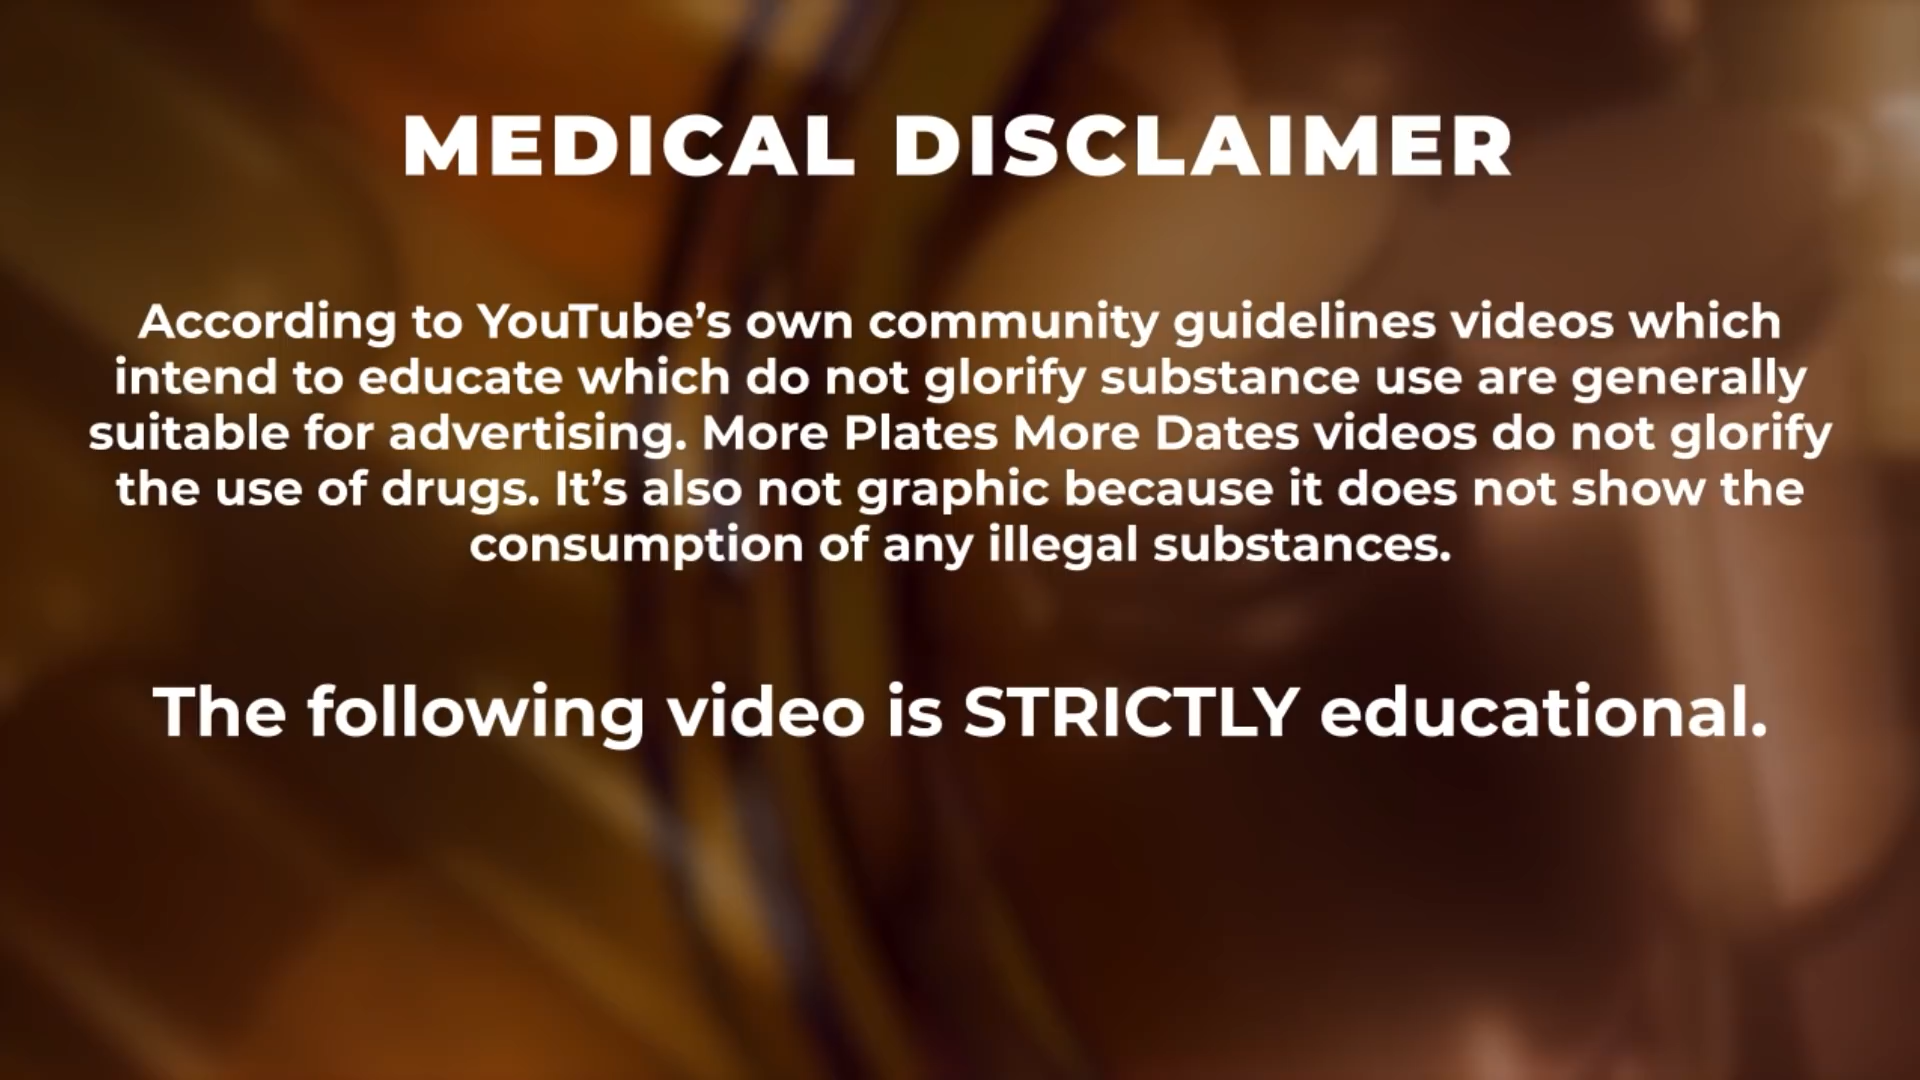 MEDICAL DISCLAIMER
According to YouTube’s own community guidelines videos which
intend to educate which do not glorify substance use are generally
suitable for advertising. More Plates More Dates videos do not glorify
the use of drugs. It’s also not graphic because it does not show the
consumption of any illegal substances.
The following video is STRICTLY educational.